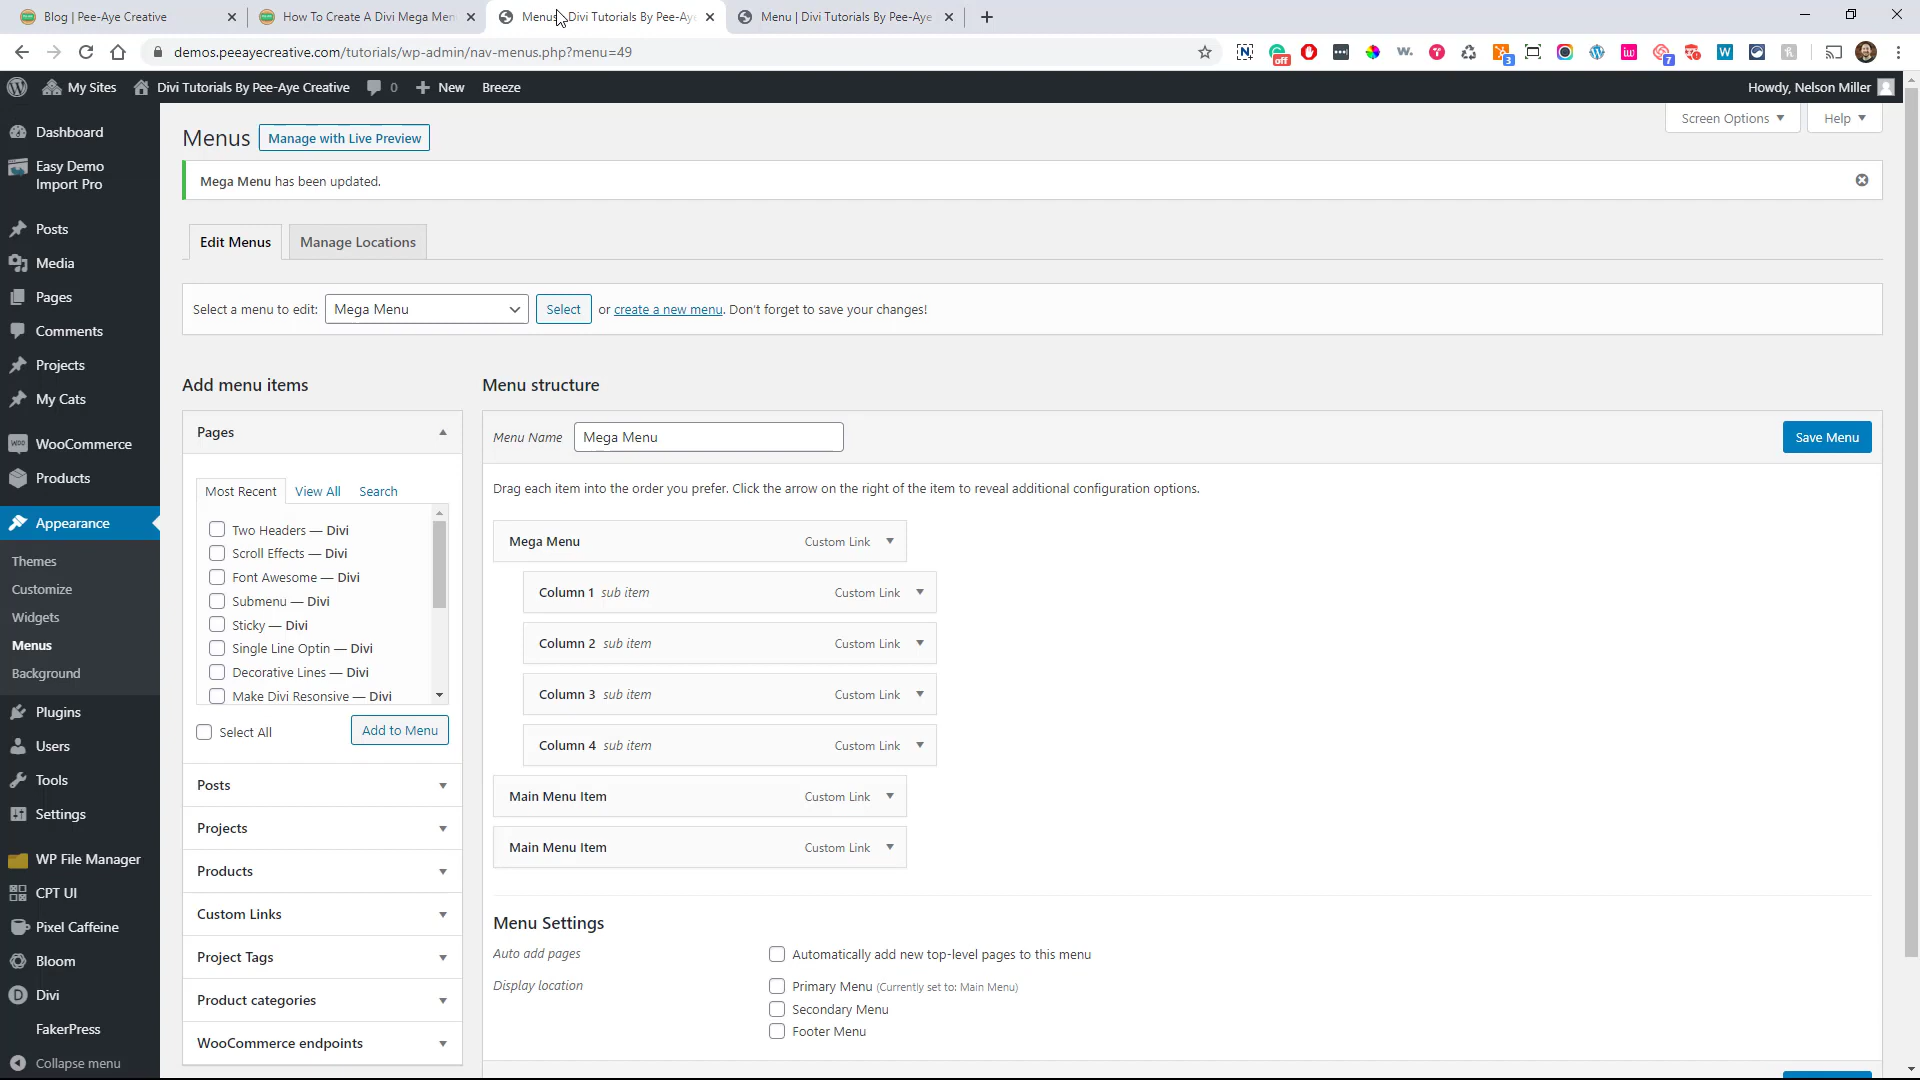 Blog | Pee-Aye Creative
How To Create A Divi Mega Men
Menus Divi Tutorials By Pee-Ay
Menu | Divi Tutorials By Pee-Aye
demos.peeayecreative.com/tutorials/wp-admin/nav-menus.php?menu=49
off
3
7
My Sites
Divi Tutorials By Pee-Aye Creative
0
New
Breeze
Howdy, Nelson Miller
Menus
Manage with Live Preview
Screen Options
Help
Mega Menu has been updated.
Edit Menus
Manage Locations
Select a menu to edit: Mega Menu Select or create a new menu. Don't forget to save your changes!
Dashboard
Easy Demo
Import Pro
Posts
Media
Pages
Comments
Projects
My Cats
WooCommerce
Products
Appearance
Themes
Customize
Widgets
Menus
Background
Plugins
Users
Tools
Settings
WP File Manager
CPT UI
Pixel Caffeine
Bloom
Divi
FakerPress
Collapse menu
Add menu items
Pages
Most Recent
View All
Search
Two Headers — Divi
Scroll Effects — Divi
Font Awesome — Divi
Submenu — Divi
Sticky — Divi
Single Line Optin — Divi
Decorative Lines — Divi
Make Divi Resonsive — Divi
Select All
Add to Menu
Posts
Projects
Products
Custom Links
Project Tags
Product categories
WooCommerce endpoints
Menu structure
Menu Name
Mega Menu
Save Menu
Drag each item into the order you prefer. Click the arrow on the right of the item to reveal additional configuration options.
Mega Menu Custom Link
Column 1 sub item Custom Link
Column 2 sub item Custom Link
Column 3 sub item Custom Link
Column 4 sub item Custom Link
Main Menu Item Custom Link
Main Menu Item Custom Link
Menu Settings
Auto add pages
Automatically add new top-level pages to this menu
Display location
Primary Menu (Currently set to: Main Menu)
Secondary Menu
Footer Menu